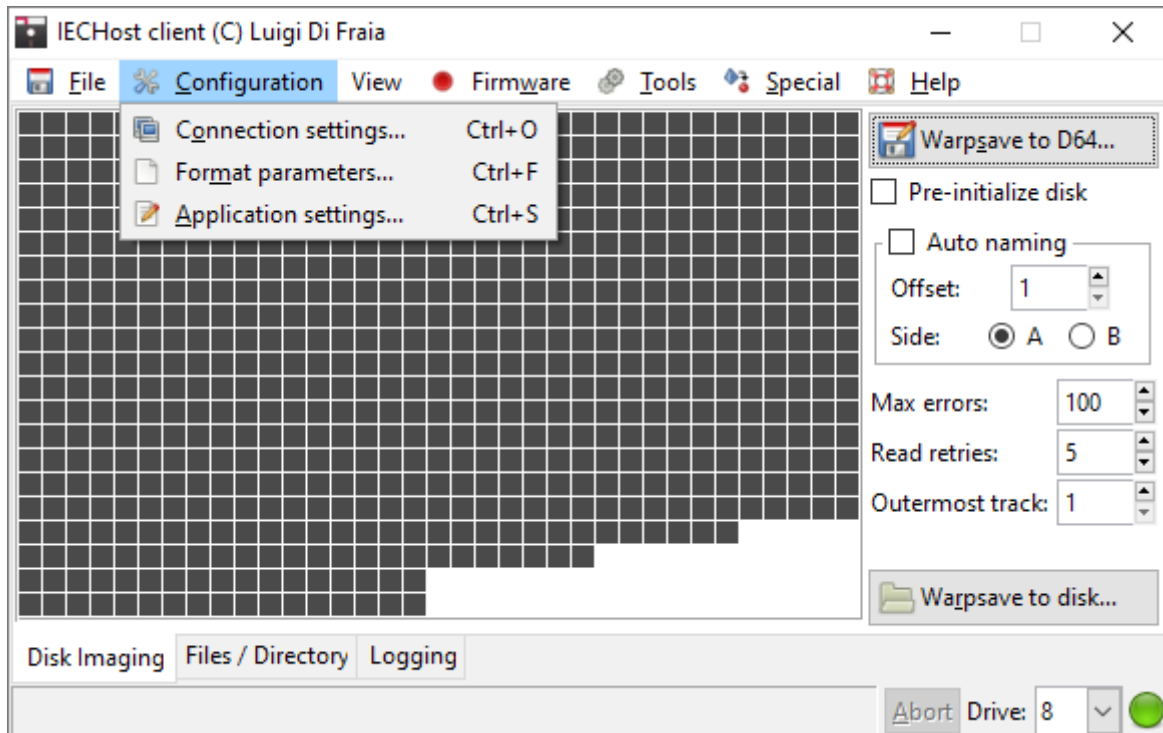 IECHost client (C) Luigi Di Fraia
File Configuration View Firmware Tools Special Help
Connection settings... Ctrl+O
Format parameters... Ctrl+F
Application settings... Ctrl+S
Warpsave to D64...
Pre-initialize disk
Auto naming
Offset: 1
Side: A B
Max errors: 100
Read retries: 5
Outermost track: 1
Warpsave to disk...
Disk Imaging Files / Directory Logging
Abort Drive: 8